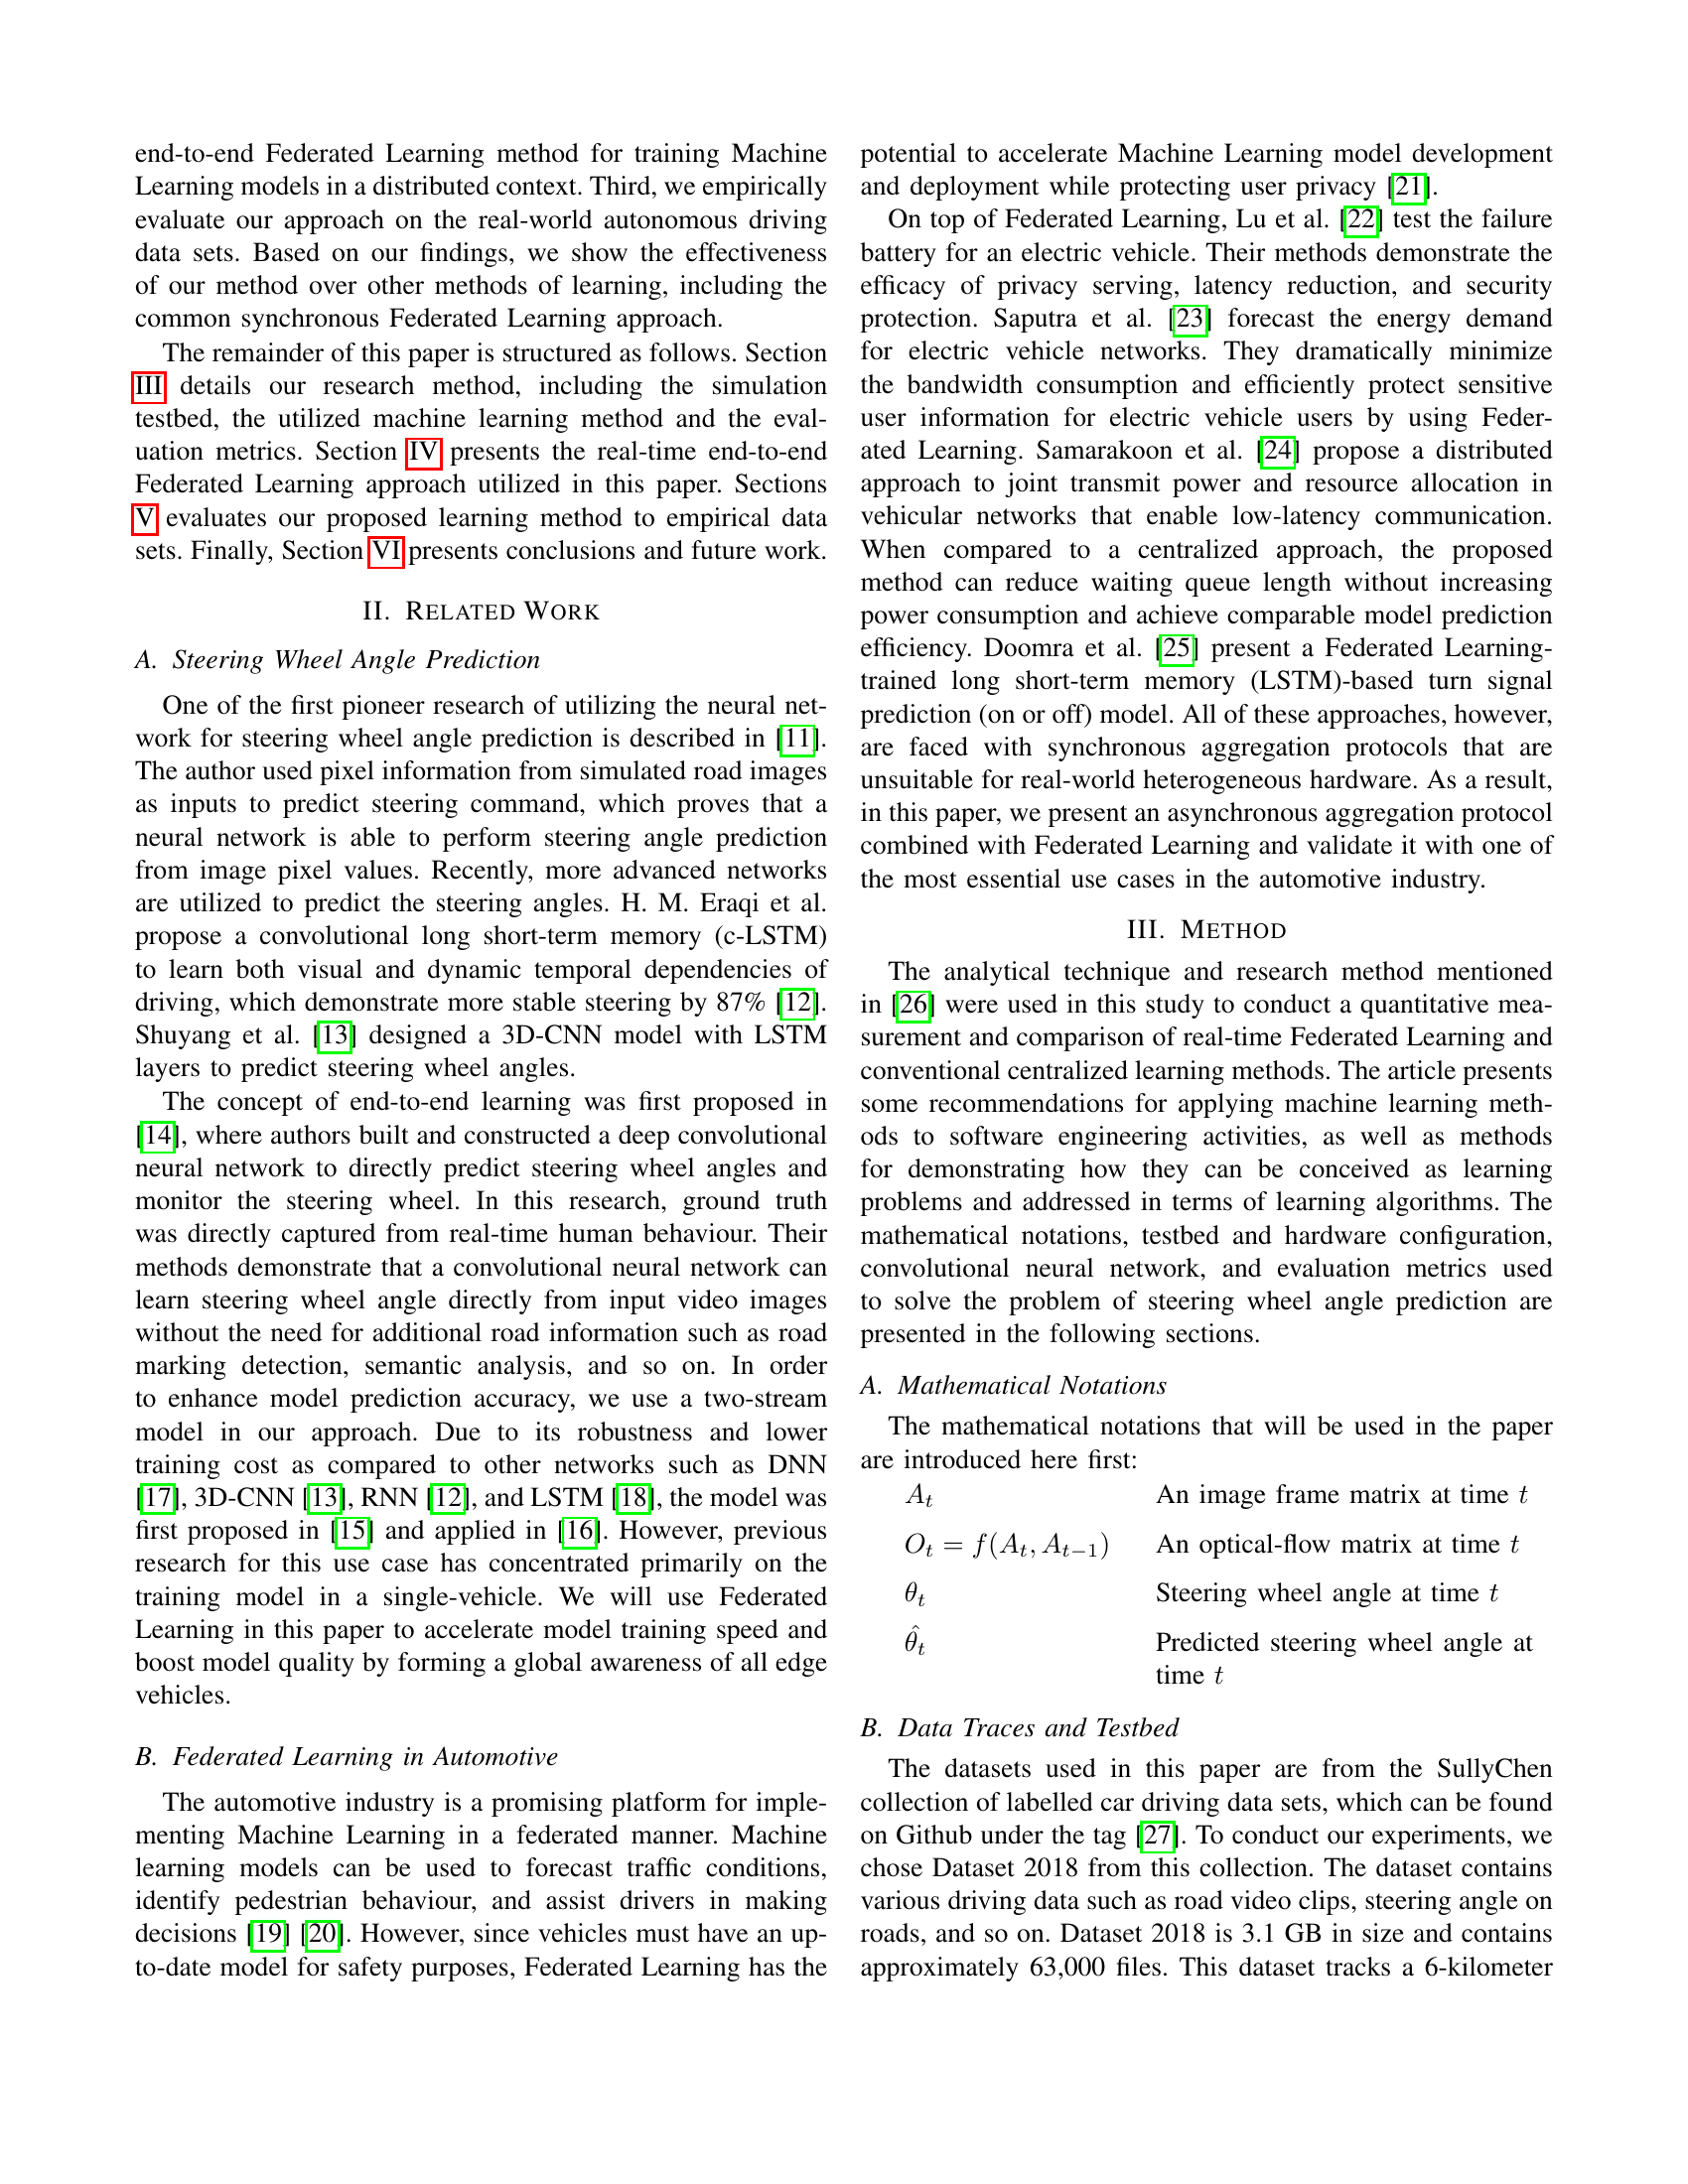 end-to-end Federated Learning method for training Machine
Learning models in a distributed context. Third, we empirically
evaluate our approach on the real-world autonomous driving
data sets. Based on our findings, we show the effectiveness
of our method over other methods of learning, including the
common synchronous Federated Learning approach.
The remainder of this paper is structured as follows. Section
III details our research method, including the simulation
testbed, the utilized machine learning method and the eval-
uation metrics. Section IV presents the real-time end-to-end
Federated Learning approach utilized in this paper. Sections
V evaluates our proposed learning method to empirical data
sets. Finally, Section VI presents conclusions and future work.
II. RELATED WORK
A. Steering Wheel Angle Prediction
One of the first pioneer research of utilizing the neural net-
work for steering wheel angle prediction is described in [11].
The author used pixel information from simulated road images
as inputs to predict steering command, which proves that a
neural network is able to perform steering angle prediction
from image pixel values. Recently, more advanced networks
are utilized to predict the steering angles. H. M. Eraqi et al.
propose a convolutional long short-term memory (c-LSTM)
to learn both visual and dynamic temporal dependencies of
driving, which demonstrate more stable steering by 87% [12].
Shuyang et al. [13] designed a 3D-CNN model with LSTM
layers to predict steering wheel angles.
The concept of end-to-end learning was first proposed in
[14], where authors built and constructed a deep convolutional
neural network to directly predict steering wheel angles and
monitor the steering wheel. In this research, ground truth
was directly captured from real-time human behaviour. Their
methods demonstrate that a convolutional neural network can
learn steering wheel angle directly from input video images
without the need for additional road information such as road
marking detection, semantic analysis, and so on. In order
to enhance model prediction accuracy, we use a two-stream
model in our approach. Due to its robustness and lower
training cost as compared to other networks such as DNN
[17], 3D-CNN [13], RNN [12], and LSTM [18], the model was
first proposed in [15] and applied in [16]. However, previous
research for this use case has concentrated primarily on the
training model in a single-vehicle. We will use Federated
Learning in this paper to accelerate model training speed and
boost model quality by forming a global awareness of all edge
vehicles.
B. Federated Learning in Automotive
The automotive industry is a promising platform for imple-
menting Machine Learning in a federated manner. Machine
learning models can be used to forecast traffic conditions,
identify pedestrian behaviour, and assist drivers in making
decisions [19] [20]. However, since vehicles must have an up-
to-date model for safety purposes, Federated Learning has the
potential to accelerate Machine Learning model development
and deployment while protecting user privacy [21].
On top of Federated Learning, Lu et al. [22] test the failure
battery for an electric vehicle. Their methods demonstrate the
efficacy of privacy serving, latency reduction, and security
protection. Saputra et al. [23] forecast the energy demand
for electric vehicle networks. They dramatically minimize
the bandwidth consumption and efficiently protect sensitive
user information for electric vehicle users by using Feder-
ated Learning. Samarakoon et al. [24] propose a distributed
approach to joint transmit power and resource allocation in
vehicular networks that enable low-latency communication.
When compared to a centralized approach, the proposed
method can reduce waiting queue length without increasing
power consumption and achieve comparable model prediction
efficiency. Doomra et al. [25] present a Federated Learning-
trained long short-term memory (LSTM)-based turn signal
prediction (on or off) model. All of these approaches, however,
are faced with synchronous aggregation protocols that are
unsuitable for real-world heterogeneous hardware. As a result,
in this paper, we present an asynchronous aggregation protocol
combined with Federated Learning and validate it with one of
the most essential use cases in the automotive industry.
III. METHOD
The analytical technique and research method mentioned
in [26] were used in this study to conduct a quantitative mea-
surement and comparison of real-time Federated Learning and
conventional centralized learning methods. The article presents
some recommendations for applying machine learning meth-
ods to software engineering activities, as well as methods
for demonstrating how they can be conceived as learning
problems and addressed in terms of learning algorithms. The
mathematical notations, testbed and hardware configuration,
convolutional neural network, and evaluation metrics used
to solve the problem of steering wheel angle prediction are
presented in the following sections.
A. Mathematical Notations
The mathematical notations that will be used in the paper
are introduced here first:
$A_t$ An image frame matrix at time $t$
$O_t = f(A_t, A_{t-1})$ An optical-flow matrix at time $t$
$\theta_t$ Steering wheel angle at time $t$
$\hat{\theta}_t$ Predicted steering wheel angle at
time $t$
B. Data Traces and Testbed
The datasets used in this paper are from the SullyChen
collection of labelled car driving data sets, which can be found
on Github under the tag [27]. To conduct our experiments, we
chose Dataset 2018 from this collection. The dataset contains
various driving data such as road video clips, steering angle on
roads, and so on. Dataset 2018 is 3.1 GB in size and contains
approximately 63,000 files. This dataset tracks a 6-kilometer